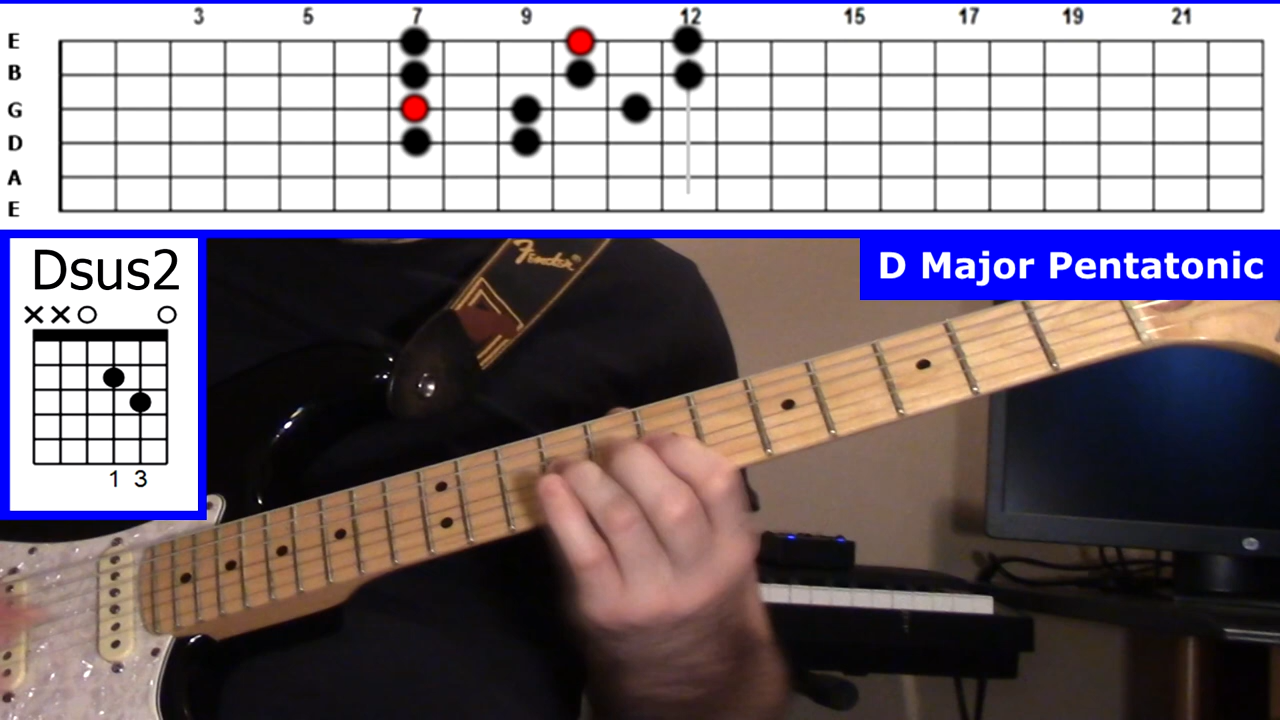 3 5 7 9 12 15 17 19 21
E
B
G
D
A
E
Dsus2
××○ ○
1 3
Fender
D Major Pentatonic